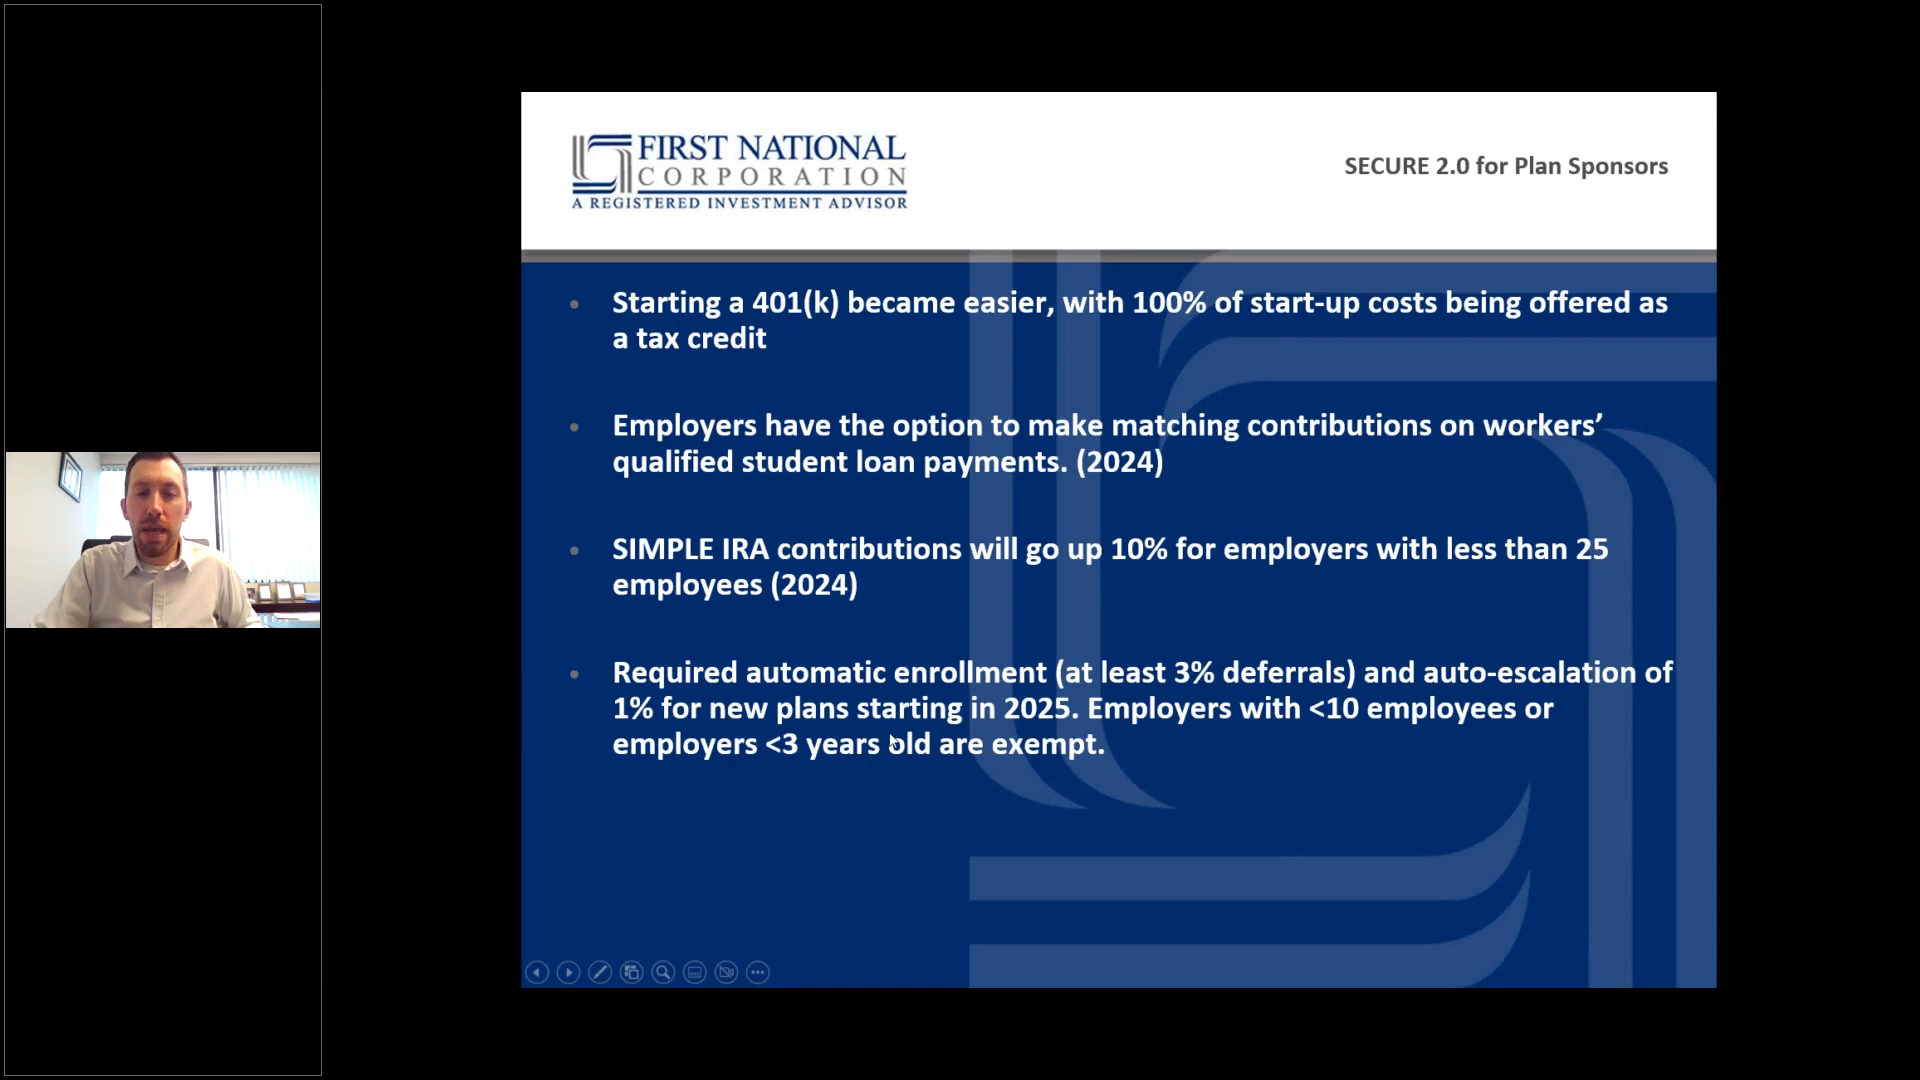 FIRST NATIONAL
CORPORATION
A REGISTERED INVESTMENT ADVISOR
SECURE 2.0 for Plan Sponsors
• Starting a 401(k) became easier, with 100% of start-up costs being offered as
a tax credit
• Employers have the option to make matching contributions on workers’
qualified student loan payments. (2024)
• SIMPLE IRA contributions will go up 10% for employers with less than 25
employees (2024)
• Required automatic enrollment (at least 3% deferrals) and auto-escalation of
1% for new plans starting in 2025. Employers with <10 employees or
employers <3 years old are exempt.